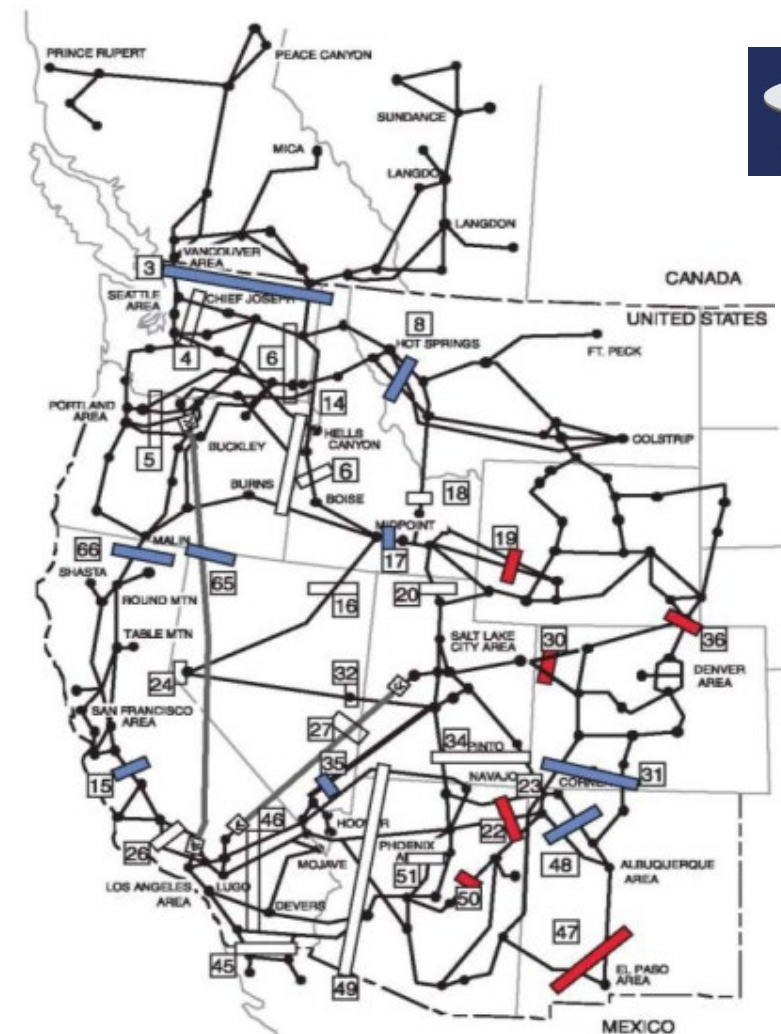 PRINCE RUPERT
PEACE CANYON
SUNDANCE
MICA
LANGDO
LANGDON
VANCOUVER
AREA
3
CANADA
SEATTLE
AREA
CHIEF JOSEPH
8
UNITED STATES
4
6
HOT SPRINGS
FT. PECK
14
PORTLAND
AREA
HELLS
CANYON
COLSTRIP
5
BUCKLEY
6
BURNS
BOISE
18
MIDPOINT
MALIN
19
66
17
SHASTA
65
ROUND MTN
16
20
TABLE MTN
SALT LAKE
CITY AREA
30
36
24
32
DENVER
AREA
SAN FRANCISCO
AREA
27
34
PINTO
35
NAVAJO
15
23
31
46
HOOVER
22
26
PHOENIX
MOJAVE
51
48
ALBUQUERQUE
AREA
LOS ANGELES
AREA
LUGO
50
DEVERS
47
45
49
EL PASO
AREA
MEXICO